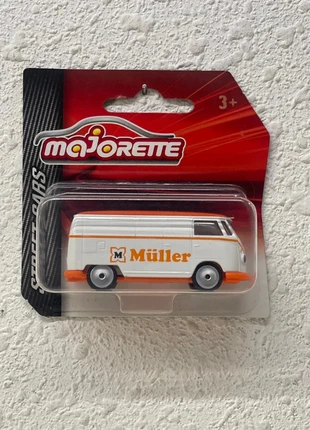 3+
majorette
STREET CARS
M Müller